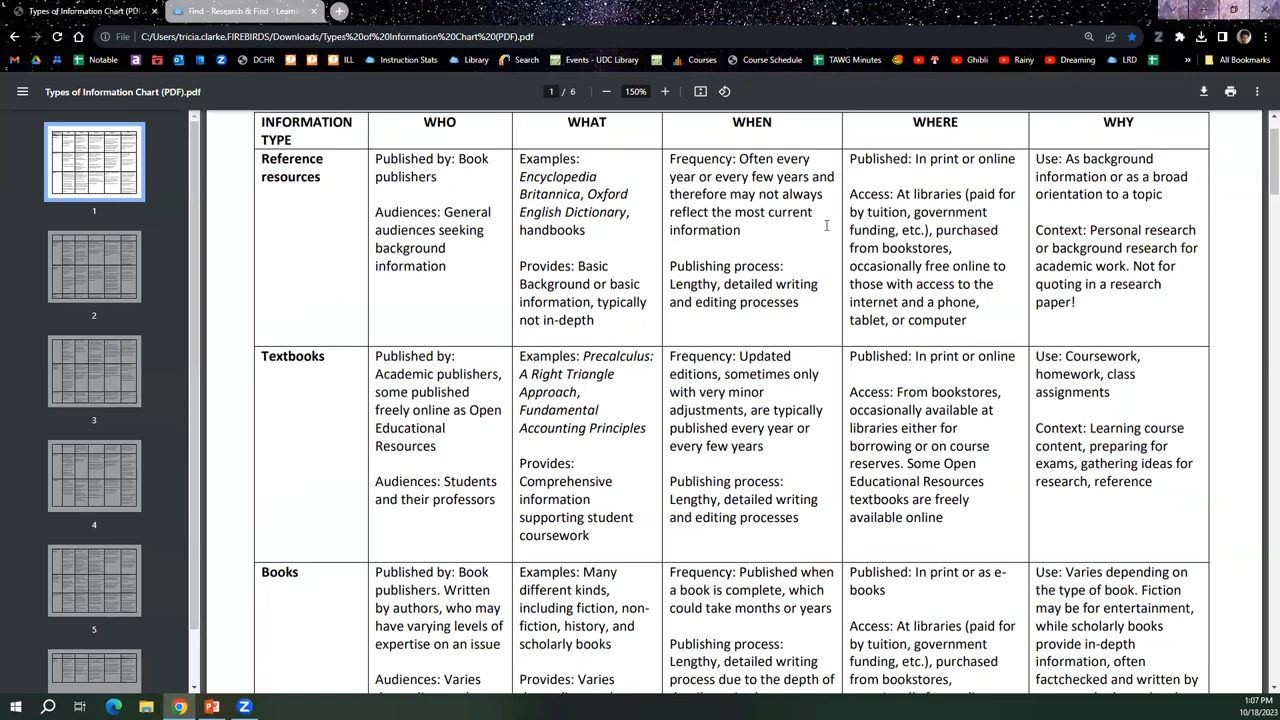 Types of Information Chart (PDF).
Find - Research & Find - Learni
File
C:/Users/tricia.clarke.FIREBIRDS/Downloads/Types%20of%20Information%20Chart%20(PDF).pdf
Notable
DCHR
ILL
Instruction Stats
Library
Search
Events - UDC Library
Courses
Course Schedule
TAWG Minutes
Ghibli
Rainy
Dreaming
LRD
»
All Bookmarks
Types of Information Chart (PDF).pdf
1 / 6
150%
1
2
3
4
5
INFORMATION
TYPE
WHO
WHAT
WHEN
WHERE
WHY
Reference
resources
Published by: Book
publishers
Audiences: General
audiences seeking
background
information
Examples:
Encyclopedia
Britannica, Oxford
English Dictionary,
handbooks
Provides: Basic
Background or basic
information, typically
not in-depth
Frequency: Often every
year or every few years and
therefore may not always
reflect the most current
information
Publishing process:
Lengthy, detailed writing
and editing processes
Published: In print or online
Access: At libraries (paid for
by tuition, government
funding, etc.), purchased
from bookstores,
occasionally free online to
those with access to the
internet and a phone,
tablet, or computer
Use: As background
information or as a broad
orientation to a topic
Context: Personal research
or background research for
academic work. Not for
quoting in a research
paper!
Textbooks
Published by:
Academic publishers,
some published
freely online as Open
Educational
Resources
Audiences: Students
and their professors
Examples: Precalculus:
A Right Triangle
Approach,
Fundamental
Accounting Principles
Provides:
Comprehensive
information
supporting student
coursework
Frequency: Updated
editions, sometimes only
with very minor
adjustments, are typically
published every year or
every few years
Publishing process:
Lengthy, detailed writing
and editing processes
Published: In print or online
Access: From bookstores,
occasionally available at
libraries either for
borrowing or on course
reserves. Some Open
Educational Resources
textbooks are freely
available online
Use: Coursework,
homework, class
assignments
Context: Learning course
content, preparing for
exams, gathering ideas for
research, reference
Books
Published by: Book
publishers. Written
by authors, who may
have varying levels of
expertise on an issue
Audiences: Varies
Examples: Many
different kinds,
including fiction, non-
fiction, history, and
scholarly books
Provides: Varies
Frequency: Published when
a book is complete, which
could take months or years
Publishing process:
Lengthy, detailed writing
process due to the depth of
Published: In print or as e-
books
Access: At libraries (paid for
by tuition, government
funding, etc.), purchased
from bookstores,
Use: Varies depending on
the type of book. Fiction
may be for entertainment,
while scholarly books
provide in-depth
information, often
factchecked and written by
1:07 PM
10/18/2023